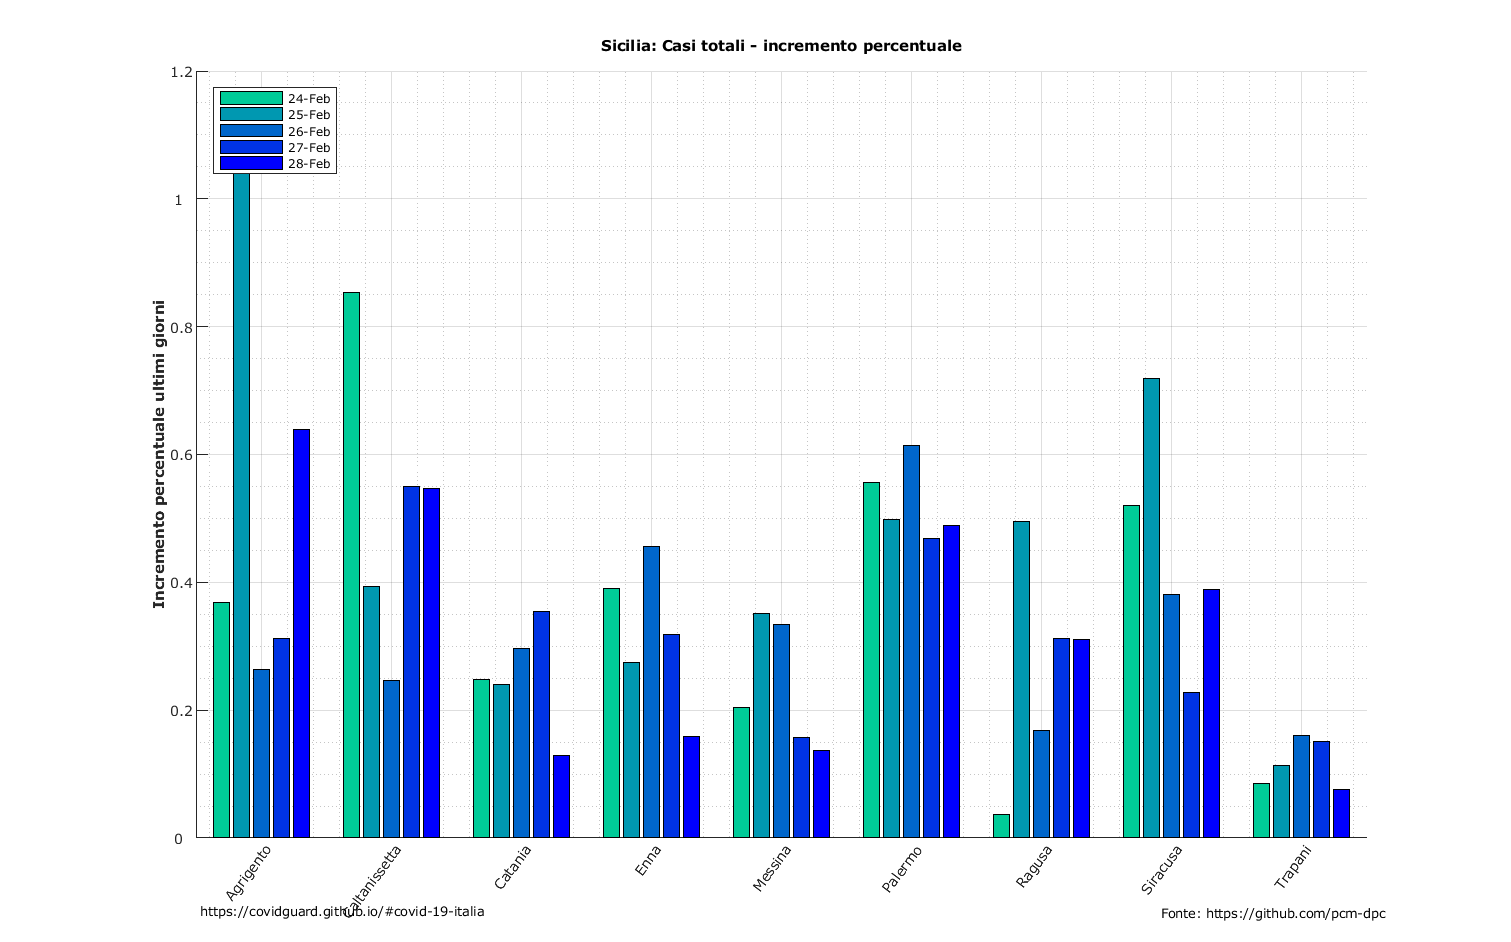 Sicilia: Casi totali - incremento percentuale
Incremento percentuale ultimi giorni
1.2
1
0.8
0.6
0.4
0.2
0
24-Feb
25-Feb
26-Feb
27-Feb
28-Feb
Agrigento
Caltanissetta
Catania
Enna
Messina
Palermo
Ragusa
Siracusa
Trapani
https://covidguard.github.io/#covid-19-italia
Fonte: https://github.com/pcm-dpc